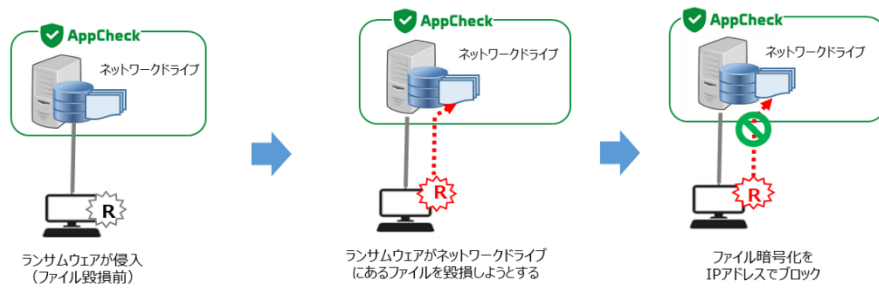 AppCheck
ネットワークドライブ
R
ランサムウェアが侵入
（ファイル毀損前）
AppCheck
ネットワークドライブ
R
ランサムウェアがネットワークドライブ
にあるファイルを毀損しようとする
AppCheck
ネットワークドライブ
R
ファイル暗号化を
IPアドレスでブロック